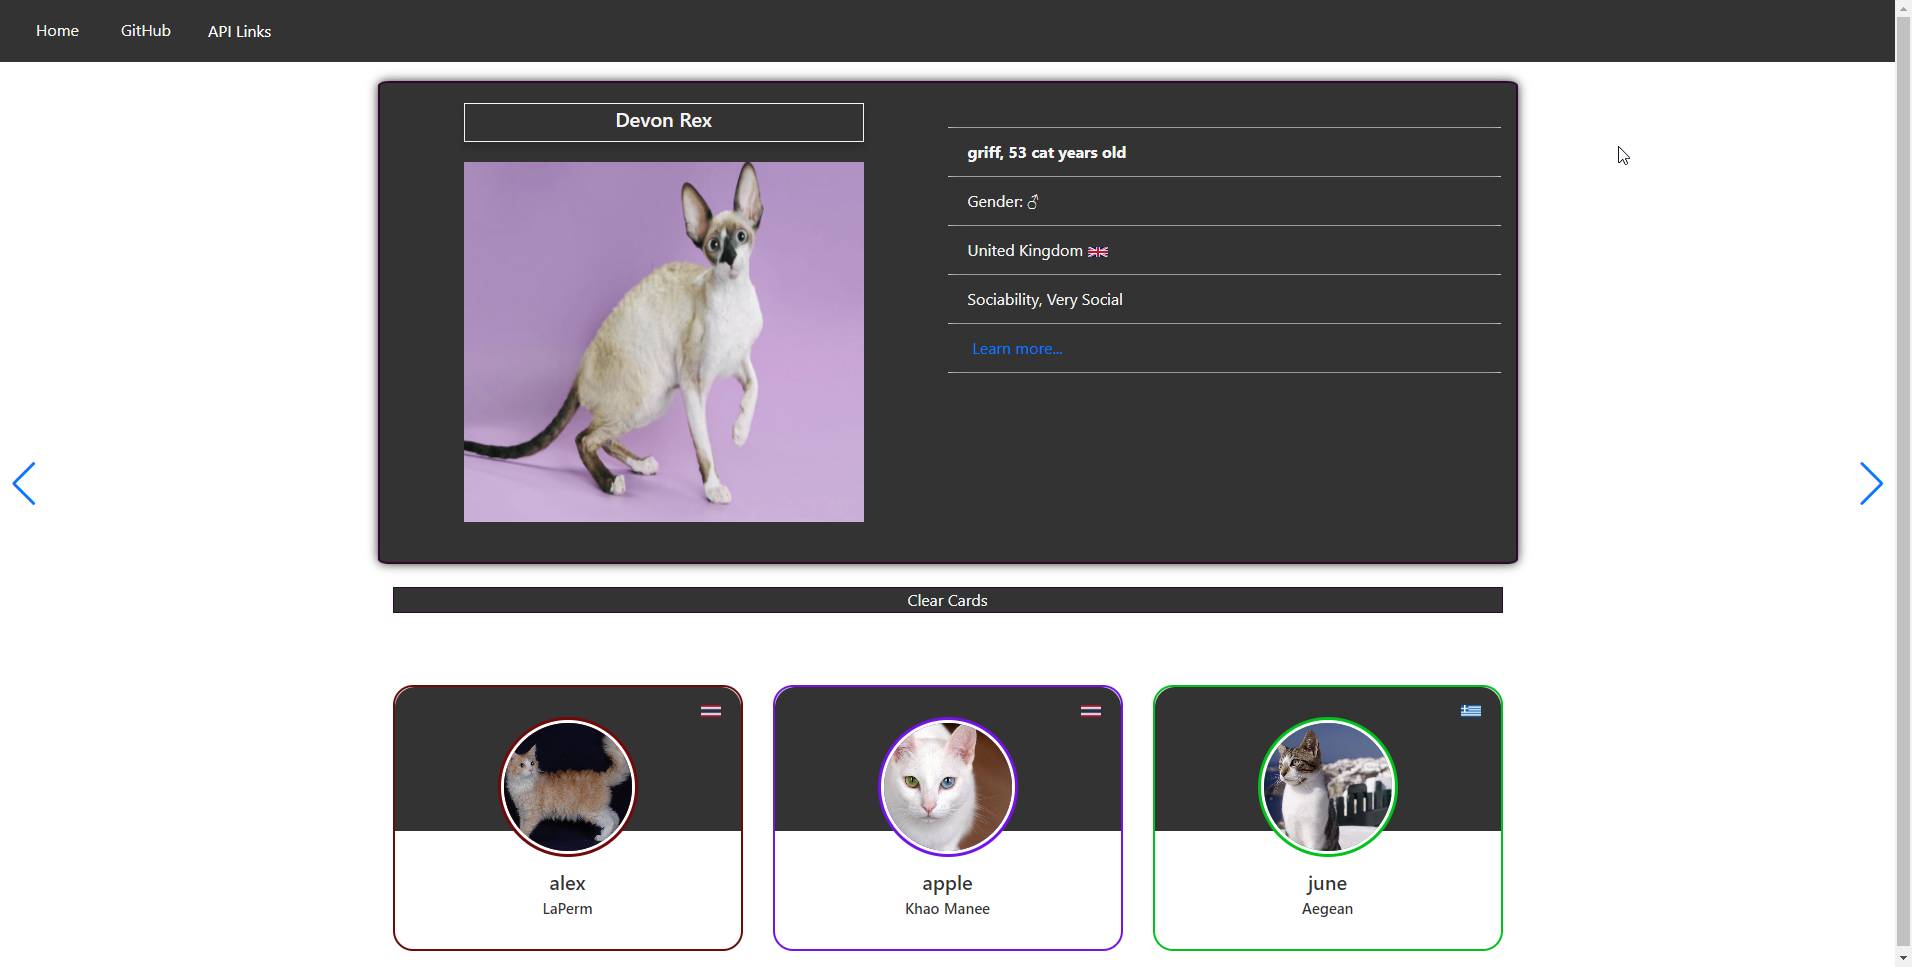 Home GitHub API Links
Devon Rex
griff, 53 cat years old
Gender: ♂
United Kingdom 🇬🇧
Sociability, Very Social
Learn more...
Clear Cards
alex
LaPerm
apple
Khao Manee
june
Aegean